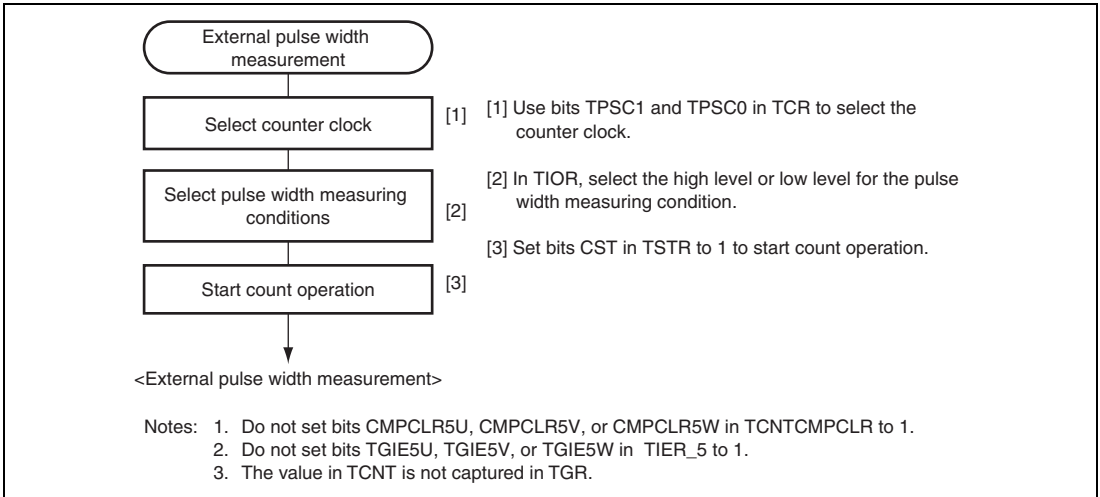 External pulse width
measurement
Select counter clock
[1]
[1] Use bits TPSC1 and TPSC0 in TCR to select the
counter clock.
Select pulse width measuring
conditions
[2]
[2] In TIOR, select the high level or low level for the pulse
width measuring condition.
Start count operation
[3]
[3] Set bits CST in TSTR to 1 to start count operation.
<External pulse width measurement>
Notes: 1. Do not set bits CMPCLR5U, CMPCLR5V, or CMPCLR5W in TCNTCMPCLR to 1.
2. Do not set bits TGIE5U, TGIE5V, or TGIE5W in TIER_5 to 1.
3. The value in TCNT is not captured in TGR.